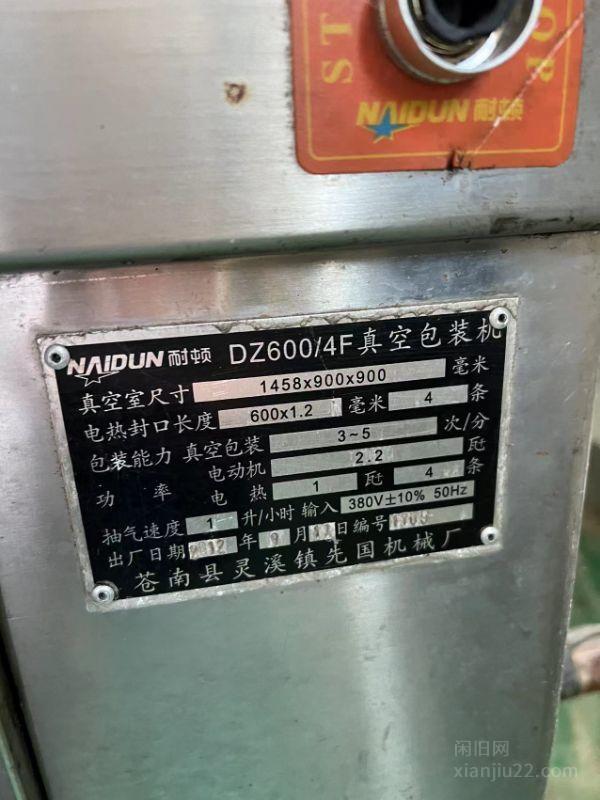 STOP
NAIDUN 耐顿
NAIDUN 耐顿 DZ600/4F 真空包装机
真空室尺寸 1458x900x900 毫米
电热封口长度 600x1.2 毫米 4 条
包装能力 真空包装 3~5 次/分
功率 电动机 2.2 瓩
电热 1 瓩 4 条
抽气速度 1 升/小时 输入 380V±10% 50Hz
出厂日期 2012 年 9 月 日 编号
苍南县灵溪镇先国机械厂
闲旧网
xianjiu22.com